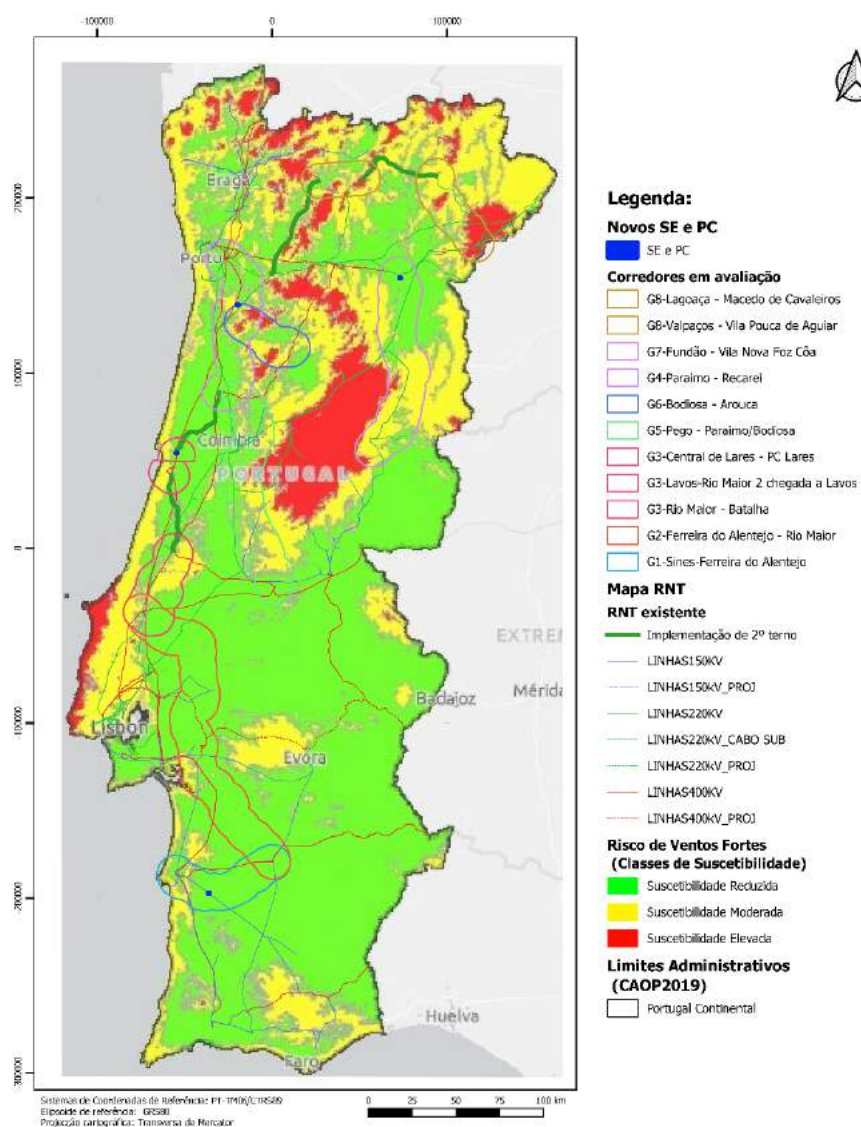 -100000 0 100000
200000
100000
0
-100000
-200000
-300000
Braga
Portu
Coimbra
PORTUGAL
EXTREM
Badajoz
Mérida
Lisbon
Évora
Huelva
Faro
Legenda:
Novos SE e PC
SE e PC
Corredores em avaliação
G8-Lagoaça - Macedo de Cavaleiros
G8-Valpaços - Vila Pouca de Aguiar
G7-Fundão - Vila Nova Foz Côa
G4-Paraimo - Recarei
G6-Bodiosa - Arouca
G5-Pego - Paraimo/Bodiosa
G3-Central de Lares - PC Lares
G3-Lavos-Rio Maior 2 chegada a Lavos
G3-Rio Maior - Batalha
G2-Ferreira do Alentejo - Rio Maior
G1-Sines-Ferreira do Alentejo
Mapa RNT
RNT existente
Implementação de 2º terno
LINHAS150KV
LINHAS150kV_PROJ
LINHAS220KV
LINHAS220kV_CABO SUB
LINHAS220kV_PROJ
LINHAS400KV
LINHAS400kV_PROJ
Risco de Ventos Fortes
(Classes de Suscetibilidade)
Suscetibilidade Reduzida
Suscetibilidade Moderada
Suscetibilidade Elevada
Limites Administrativos
(CAOP2019)
Portugal Continental
Sistemas de Coordenadas de Referência: PT-TM06/ETRS89
Elipsoide de referência: GRS80
Projecção cartográfica: Transversa de Mercator
0 25 50 75 100 km